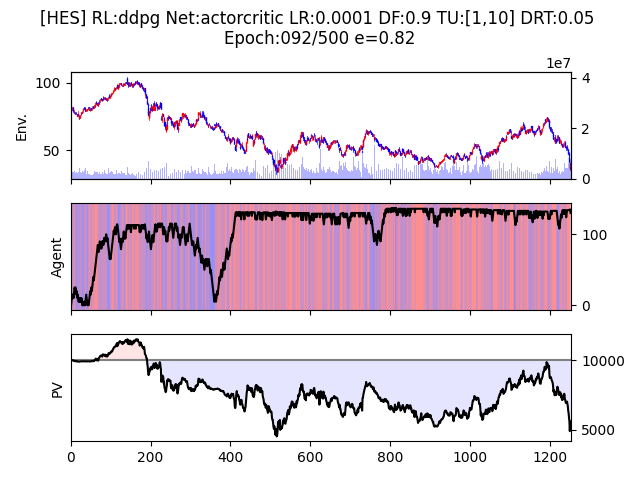 [HES] RL:ddpg Net:actorcritic LR:0.0001 DF:0.9 TU:[1,10] DRT:0.05
Epoch:092/500 e=0.82
1e7
100
50
Env.
4
2
0
Agent
100
0
PV
10000
5000
0 200 400 600 800 1000 1200